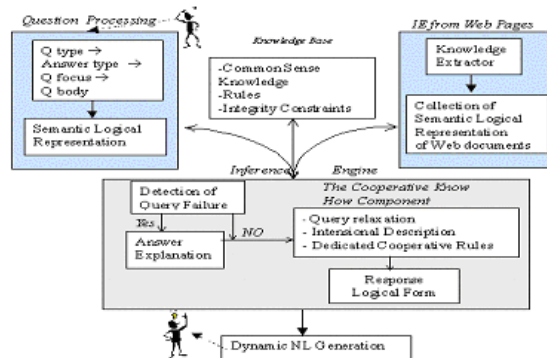 Question Processing
Q type →
Answer type →
Q focus →
Q body
Semantic Logical
Representation
Knowledge Base
-CommonSense
Knowledge
-Rules
-Integrity Constraints
IE from Web Pages
Knowledge
Extractor
Collection of
Semantic Logical
Representation
of Web documents
Inference Engine
Detection of
Query Failure
Yes
NO
Answer
Explanation
The Cooperative Know
How Component
- Query relaxation
- Intensional Description
- Dedicated Cooperative Rules
Response
Logical Form
Dynamic NL Generation